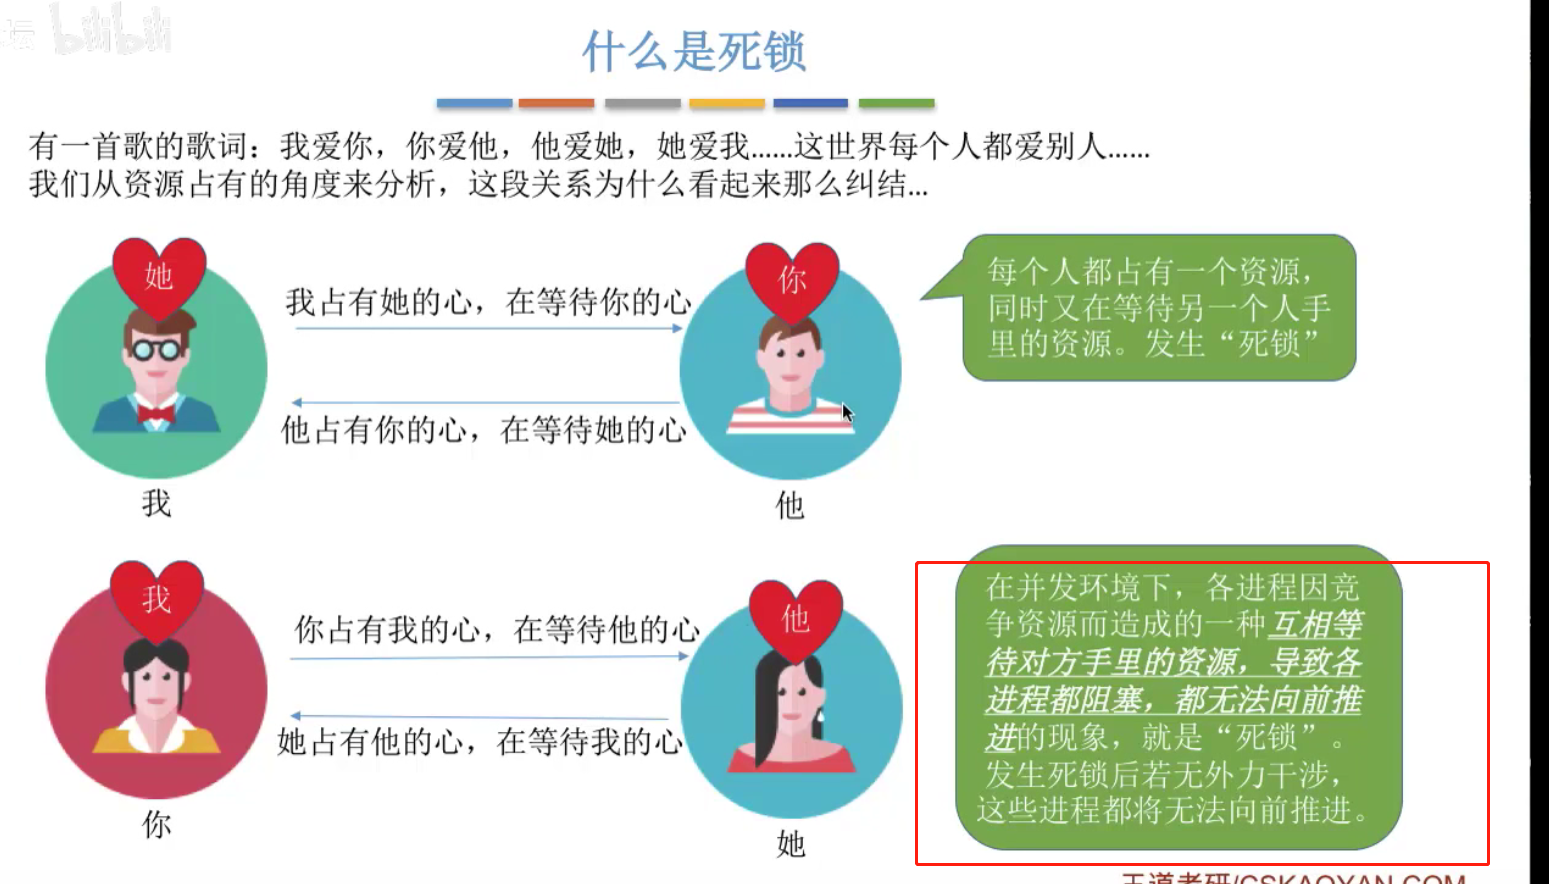 坛 bilibili
什么是死锁
有一首歌的歌词：我爱你，你爱他，他爱她，她爱我……这世界每个人都爱别人……
我们从资源占有的角度来分析，这段关系为什么看起来那么纠结…
她
我占有她的心，在等待你的心
你
他占有你的心，在等待她的心
我
他
每个人都占有一个资源，
同时又在等待另一个人手
里的资源。发生“死锁”
我
你占有我的心，在等待他的心
他
她占有他的心，在等待我的心
你
她
在并发环境下，各进程因竞
争资源而造成的一种互相等
待对方手里的资源，导致各
进程都阻塞，都无法向前推
进的现象，就是“死锁”。
发生死锁后若无外力干涉，
这些进程都将无法向前推进。
王道考研/CSKAOYAN.COM